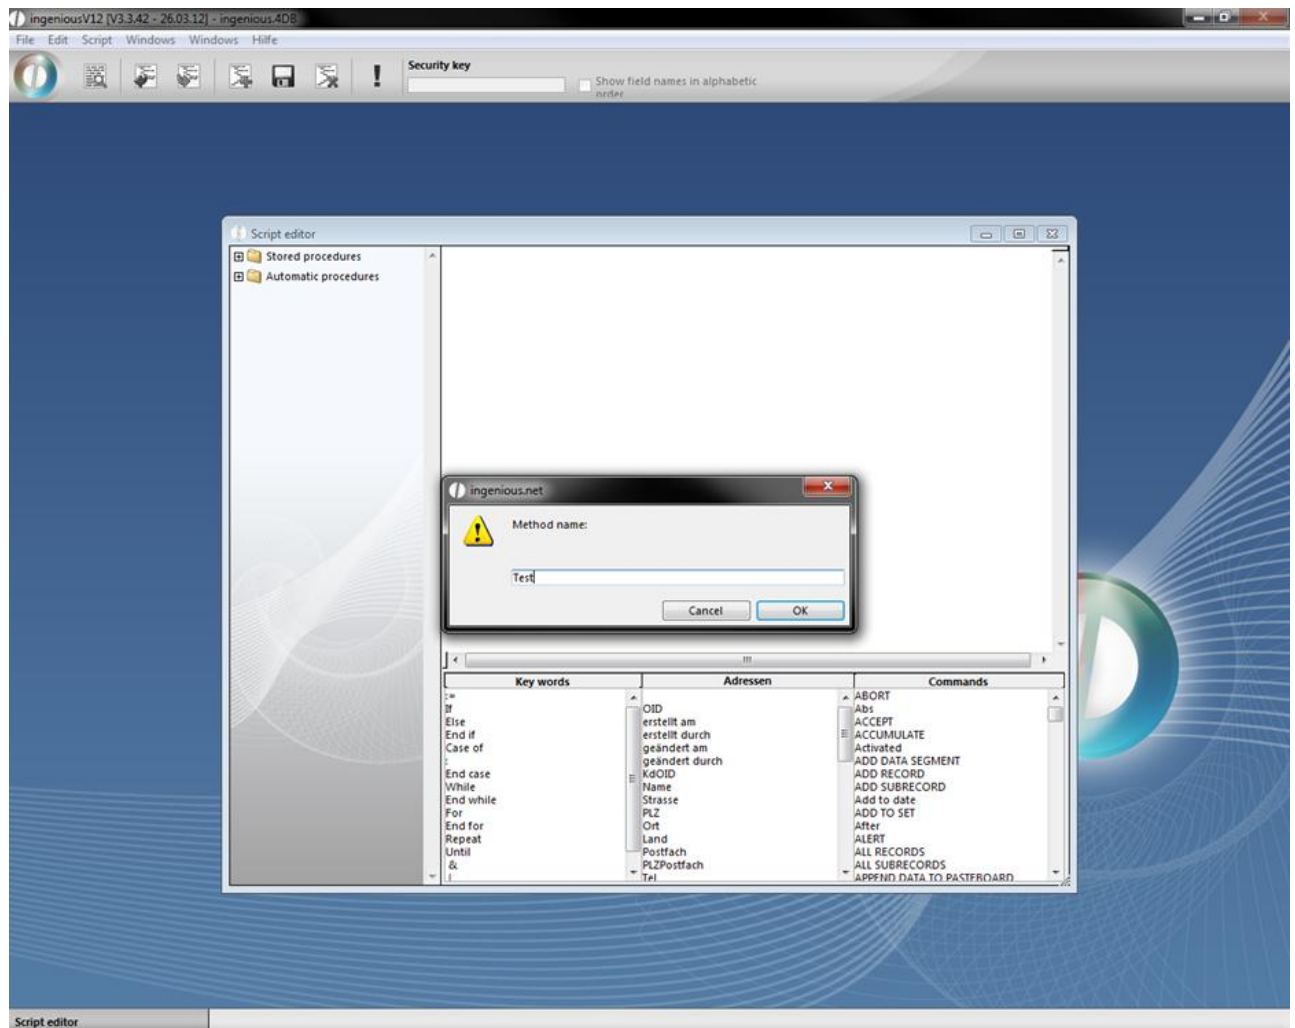 ingeniousV12 [V3.3.42 - 26.03.12] - ingenious.4DB
File Edit Script Windows Windows Hilfe
Security key
Show field names in alphabetic
order
Script editor
Stored procedures
Automatic procedures
ingenious.net
Method name:
Test
Cancel OK
Key words Adressen Commands
:= ABORT
If OID Abs
Else erstellt am ACCEPT
End if erstellt durch ACCUMULATE
Case of geändert am Activated
: geändert durch ADD DATA SEGMENT
End case KdOID ADD RECORD
While Name ADD SUBRECORD
End while Strasse Add to date
For PLZ ADD TO SET
End for Ort After
Repeat Land ALERT
Until Postfach ALL RECORDS
& PLZPostfach ALL SUBRECORDS
| Tel APPEND DATA TO PASTEBOARD
Script editor